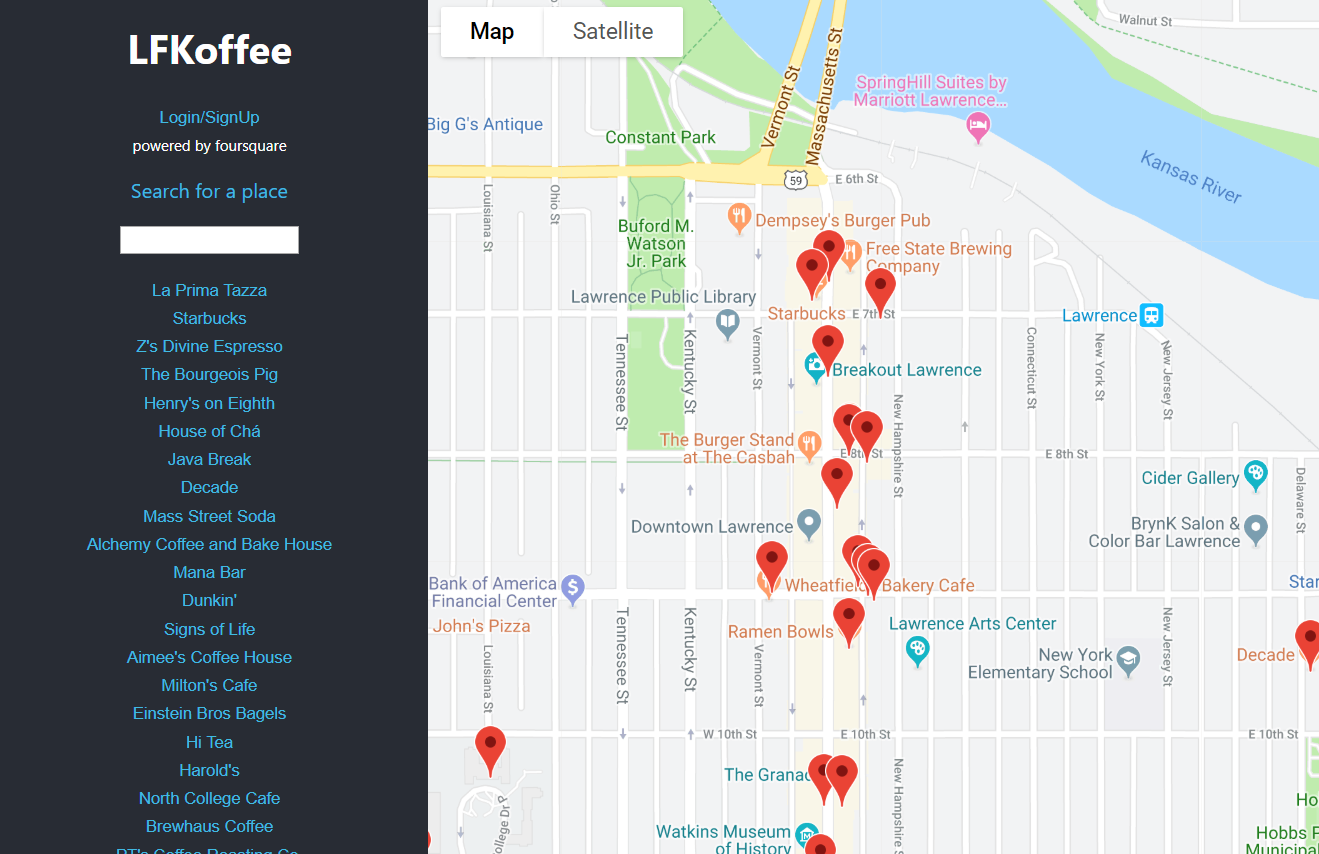 LFKoffee
Login/SignUp
powered by foursquare
Search for a place
La Prima Tazza
Starbucks
Z's Divine Espresso
The Bourgeois Pig
Henry's on Eighth
House of Chá
Java Break
Decade
Mass Street Soda
Alchemy Coffee and Bake House
Mana Bar
Dunkin'
Signs of Life
Aimee's Coffee House
Milton's Cafe
Einstein Bros Bagels
Hi Tea
Harold's
North College Cafe
Brewhaus Coffee
PT's Coffee Roasting Co
Map
Satellite
Walnut St
Vermont St
Massachusetts St
SpringHill Suites by
Marriott Lawrence...
Big G's Antique
Constant Park
Kansas River
59
E 6th St
Louisiana St
Ohio St
Buford M.
Watson
Jr. Park
Dempsey's Burger Pub
Free State Brewing
Company
Lawrence Public Library
Starbucks
E 7th St
Lawrence
Tennessee St
Kentucky St
Vermont St
Breakout Lawrence
Connecticut St
New York St
New Jersey St
New Hampshire St
The Burger Stand
at The Casbah
E 8th St
E 8th St
Cider Gallery
Delaware St
Downtown Lawrence
BrynK Salon &
Color Bar Lawrence
Bank of America
Financial Center
Bakery Cafe
Star
John's Pizza
Ramen Bowls
Lawrence Arts Center
Tennessee St
Kentucky St
Vermont St
Louisiana St
New York
Elementary School
New Jersey St
Decade
W 10th St
E 10th St
E 10th St
The Grana
New Hampshire St
Ho
Watkins Museum
of History
Hobbs P
Municipal
ollege Dr